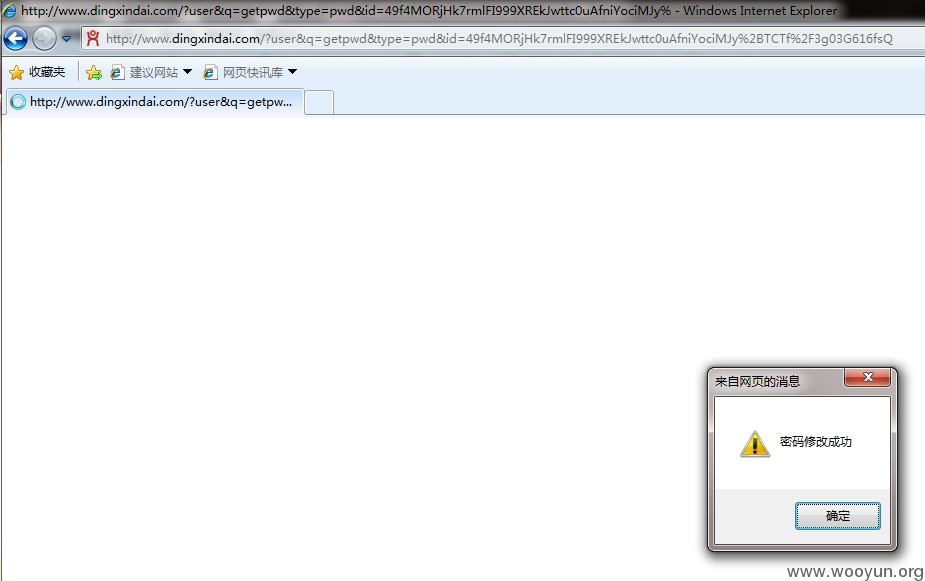 http://www.dingxindai.com/?user&q=getpwd&type=pwd&id=49f4MORjHk7rmlFI999XREkJwttc0uAfniYociMJy% - Windows Internet Explorer
http://www.dingxindai.com/?user&q=getpwd&type=pwd&id=49f4MORjHk7rmlFI999XREkJwttc0uAfniYociMJy%2BTCTf%2F3g03G616fsQ
收藏夹 建议网站 网页快讯库
http://www.dingxindai.com/?user&q=getpw...
来自网页的消息
密码修改成功
确定
www.wooyun.org